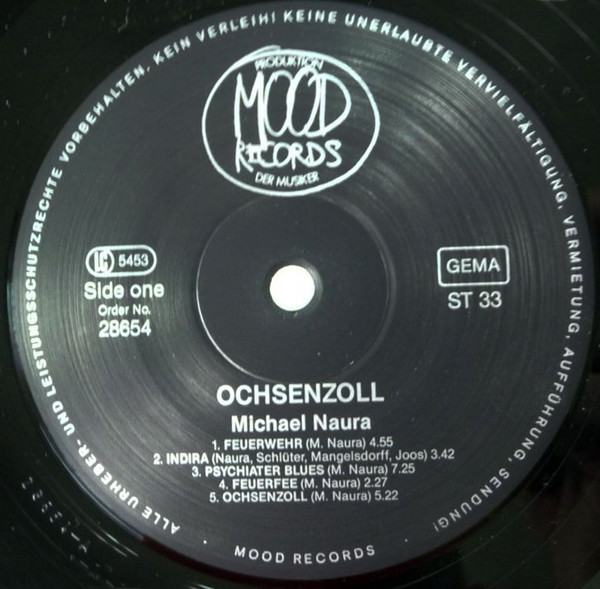 ALLE URHEBER- UND LEISTUNGSSCHUTZRECHTE VORBEHALTEN. KEIN VERLEIH! KEINE UNERLAUBTE VERVIELFÄLTIGUNG, VERMIETUNG, AUFFÜHRUNG, SENDUNG!
PRODUKTION
MOOD
RECORDS
DER MUSIKER
LC 5453
Side one
Order No.
28654
GEMA
ST 33
OCHSENZOLL
Michael Naura
1. FEUERWEHR (M. Naura) 4.55
2. INDIRA (Naura, Schlüter, Mangelsdorff, Joos) 3.42
3. PSYCHIATER BLUES (M. Naura) 7.25
4. FEUERFEE (M. Naura) 2.27
5. OCHSENZOLL (M. Naura) 5.22
· MOOD RECORDS ·